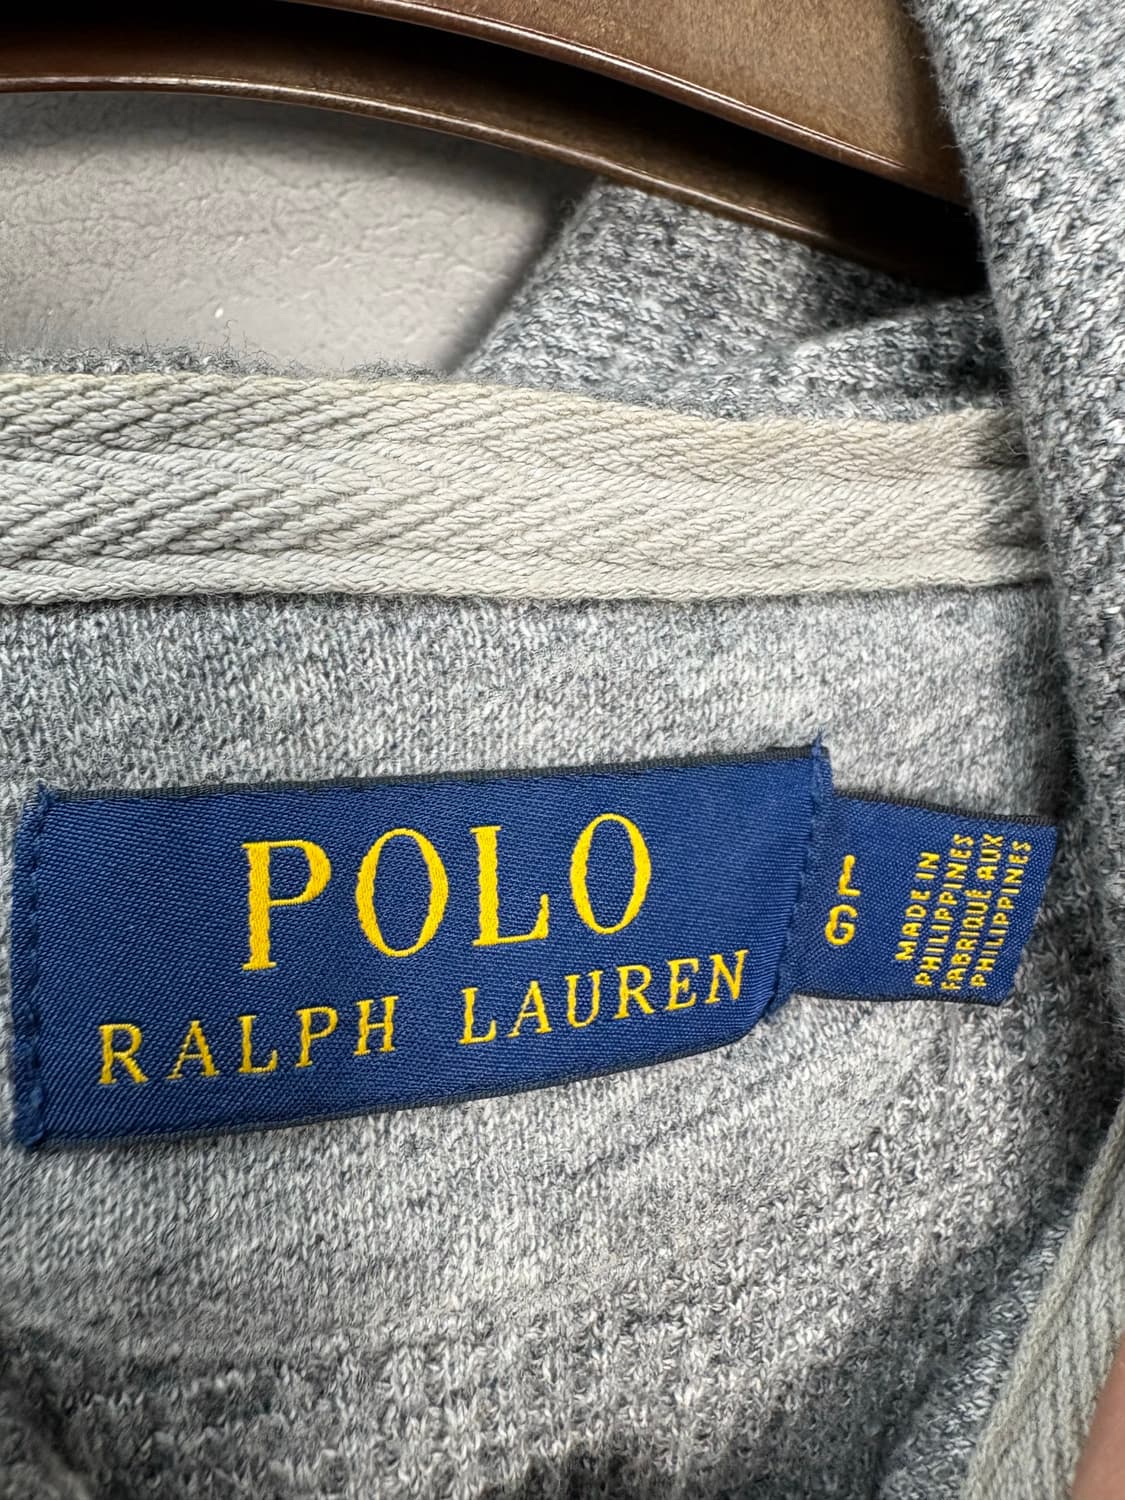 POLO
RALPH LAUREN
L
G
MADE IN
PHILIPPINES
FABRIQUÉ AUX
PHILIPPINES